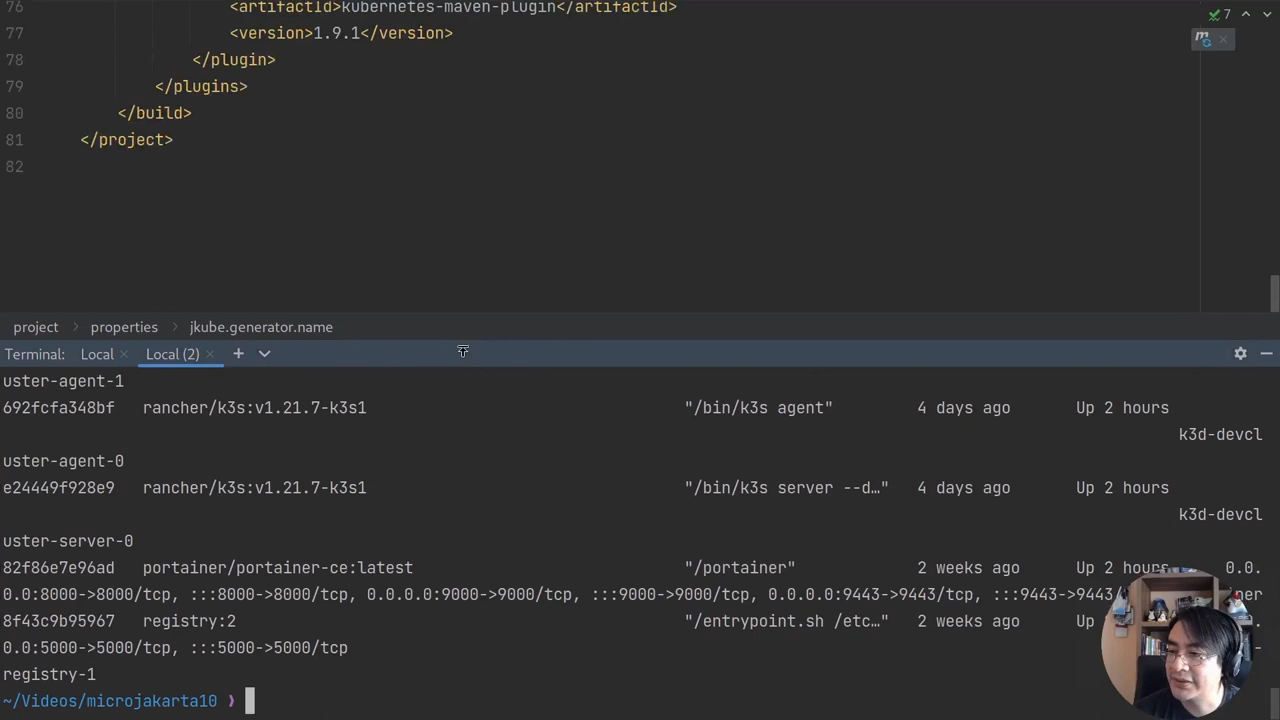 76 <artifactId>kubernetes-maven-plugin</artifactId>
77 <version>1.9.1</version>
78 </plugin>
79 </plugins>
80 </build>
81 </project>
82
7
project > properties > jkube.generator.name
Terminal: Local Local (2)
uster-agent-1
692fcfa348bf rancher/k3s:v1.21.7-k3s1 "/bin/k3s agent" 4 days ago Up 2 hours
k3d-devcl
uster-agent-0
e24449f928e9 rancher/k3s:v1.21.7-k3s1 "/bin/k3s server --d…" 4 days ago Up 2 hours
k3d-devcl
uster-server-0
82f86e7e96ad portainer/portainer-ce:latest "/portainer" 2 weeks ago Up 2 hours 0.0.
0.0:8000->8000/tcp, :::8000->8000/tcp, 0.0.0.0:9000->9000/tcp, :::9000->9000/tcp, 0.0.0.0:9443->9443/tcp, :::9443->9443/
8f43c9b95967 registry:2 "/entrypoint.sh /etc…" 2 weeks ago
0.0:5000->5000/tcp, :::5000->5000/tcp
registry-1
~/Videos/microjakarta10 ❯